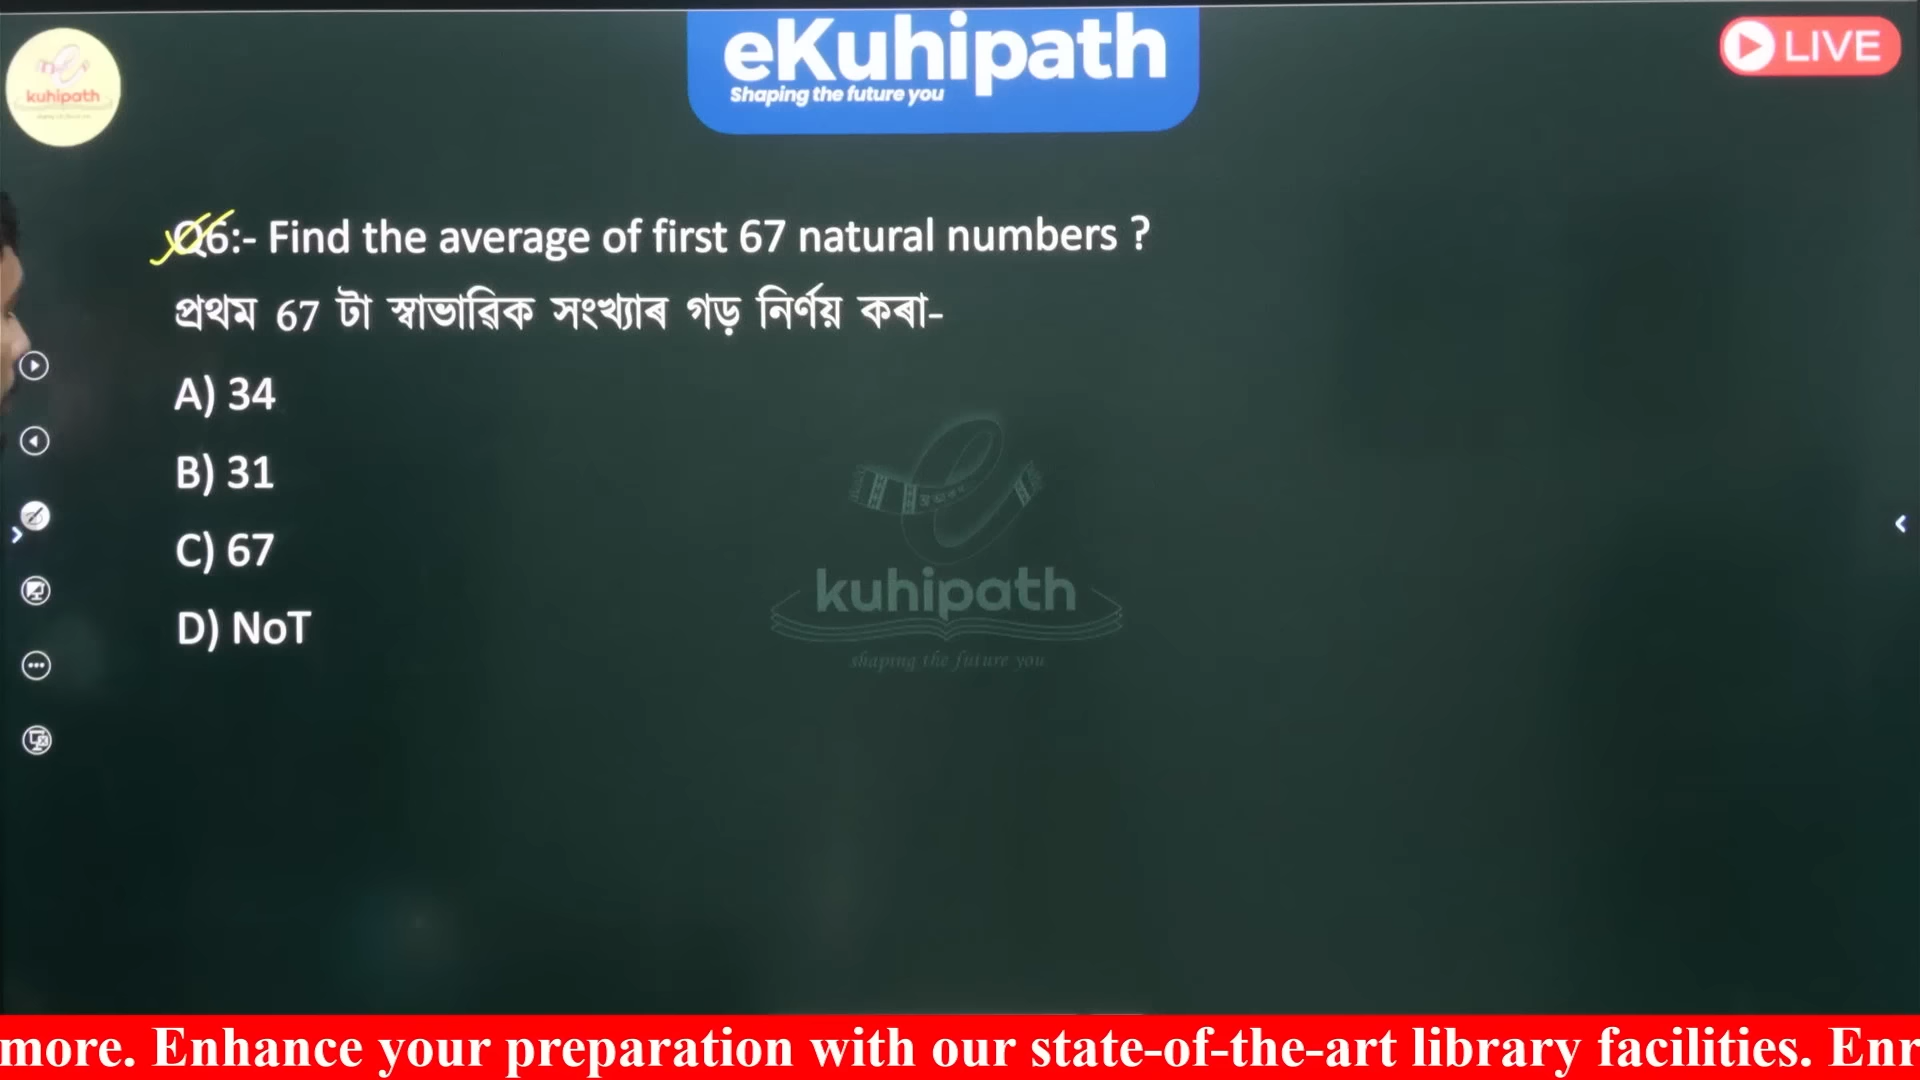 eKuhipath
Shaping the future you
LIVE
kuhipath
Q6:- Find the average of first 67 natural numbers ?
প্ৰথম 67 টা স্বাভাৱিক সংখ্যাৰ গড় নিৰ্ণয় কৰা-
A) 34
B) 31
C) 67
D) NoT
kuhipath
shaping the future you
more. Enhance your preparation with our state-of-the-art library facilities. Enr